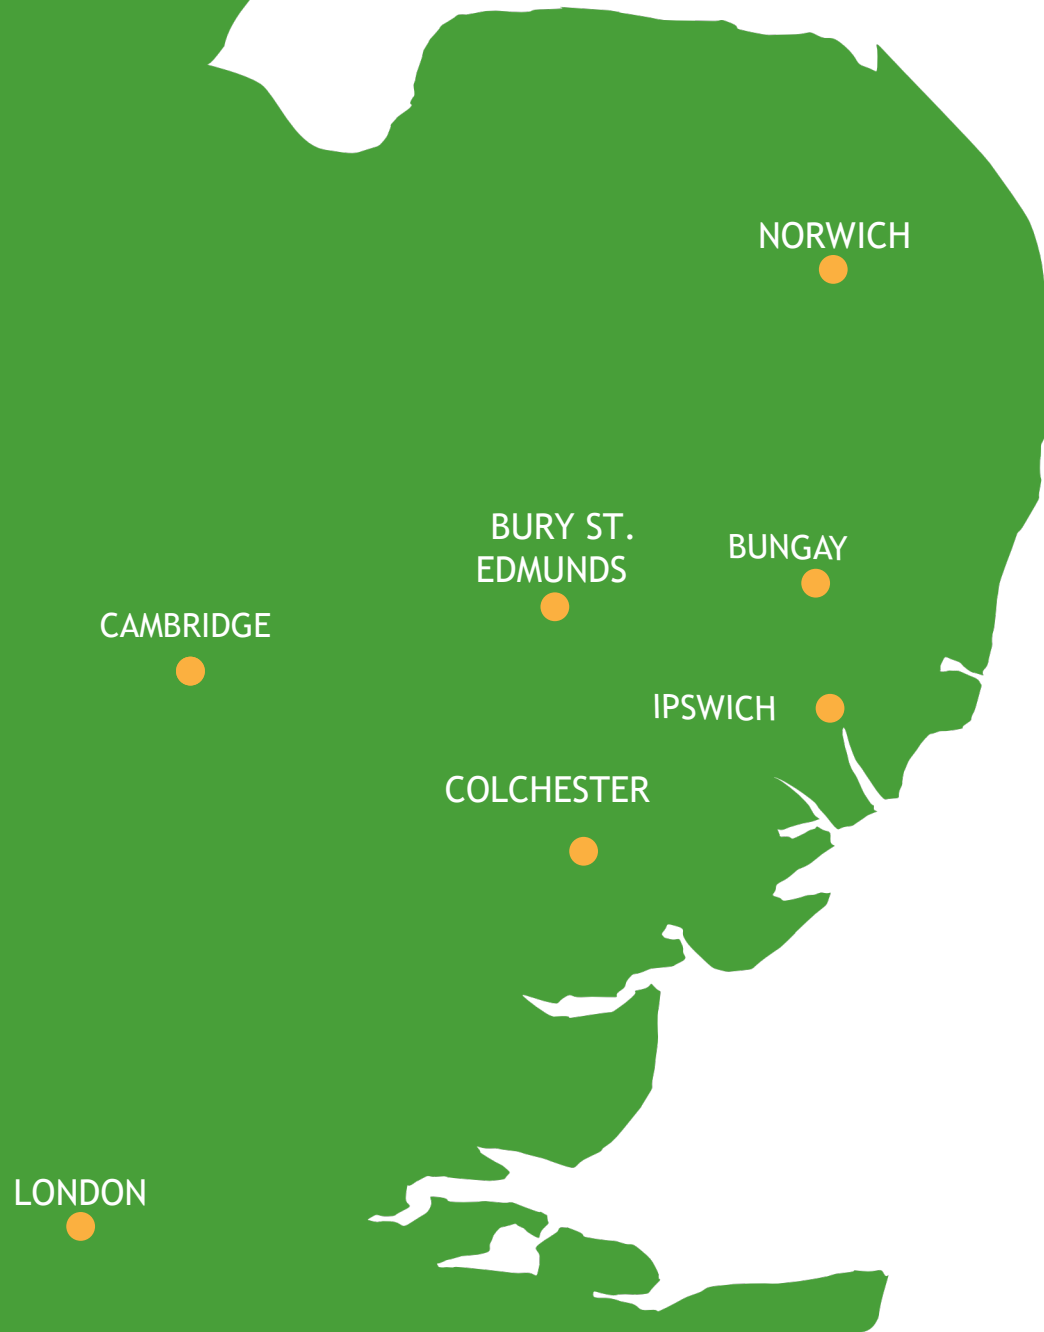 NORWICH
BURY ST.
EDMUNDS
BUNGAY
CAMBRIDGE
IPSWICH
COLCHESTER
LONDON